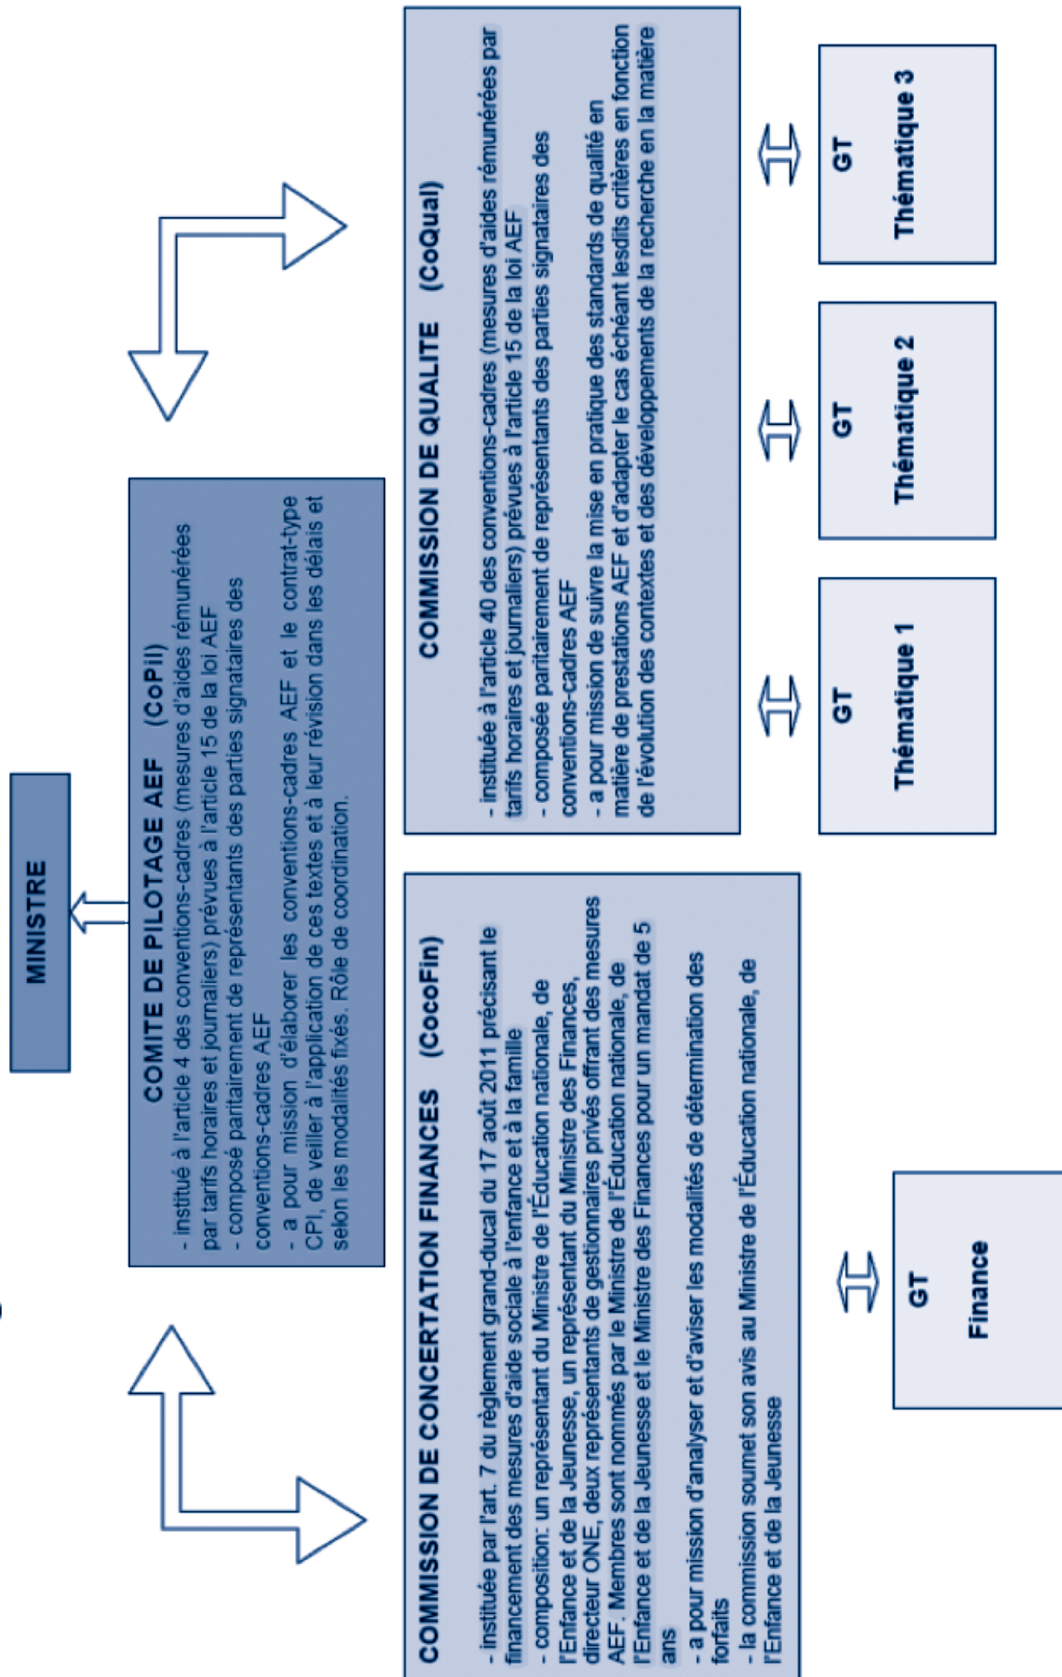 MINISTRE
COMITE DE PILOTAGE AEF (CoPil)
- institué à l'article 4 des conventions-cadres (mesures d'aides rémunérées
par tarifs horaires et journaliers) prévues à l'article 15 de la loi AEF
- composé paritairement de représentants des parties signataires des
conventions-cadres AEF
- a pour mission d'élaborer les conventions-cadres AEF et le contrat-type
CPI, de veiller à l'application de ces textes et à leur révision dans les délais et
selon les modalités fixés. Rôle de coordination.
COMMISSION DE CONCERTATION FINANCES (CocoFin)
- instituée par l'art. 7 du règlement grand-ducal du 17 août 2011 précisant le
financement des mesures d'aide sociale à l'enfance et à la famille
- composition: un représentant du Ministre de l'Éducation nationale, de
l'Enfance et de la Jeunesse, un représentant du Ministre des Finances,
directeur ONE, deux représentants de gestionnaires privés offrant des mesures
AEF. Membres sont nommés par le Ministre de l'Éducation nationale, de
l'Enfance et de la Jeunesse et le Ministre des Finances pour un mandat de 5
ans
- a pour mission d'analyser et d'aviser les modalités de détermination des
forfaits
- la commission soumet son avis au Ministre de l'Éducation nationale, de
l'Enfance et de la Jeunesse
COMMISSION DE QUALITE (CoQual)
- instituée à l'article 40 des conventions-cadres (mesures d'aides rémunérées par
tarifs horaires et journaliers) prévues à l'article 15 de la loi AEF
- composée paritairement de représentants des parties signataires des
conventions-cadres AEF
- a pour mission de suivre la mise en pratique des standards de qualité en
matière de prestations AEF et d'adapter le cas échéant lesdits critères en fonction
de l'évolution des contextes et des développements de la recherche en la matière
GT
Finance
GT
Thématique 1
GT
Thématique 2
GT
Thématique 3